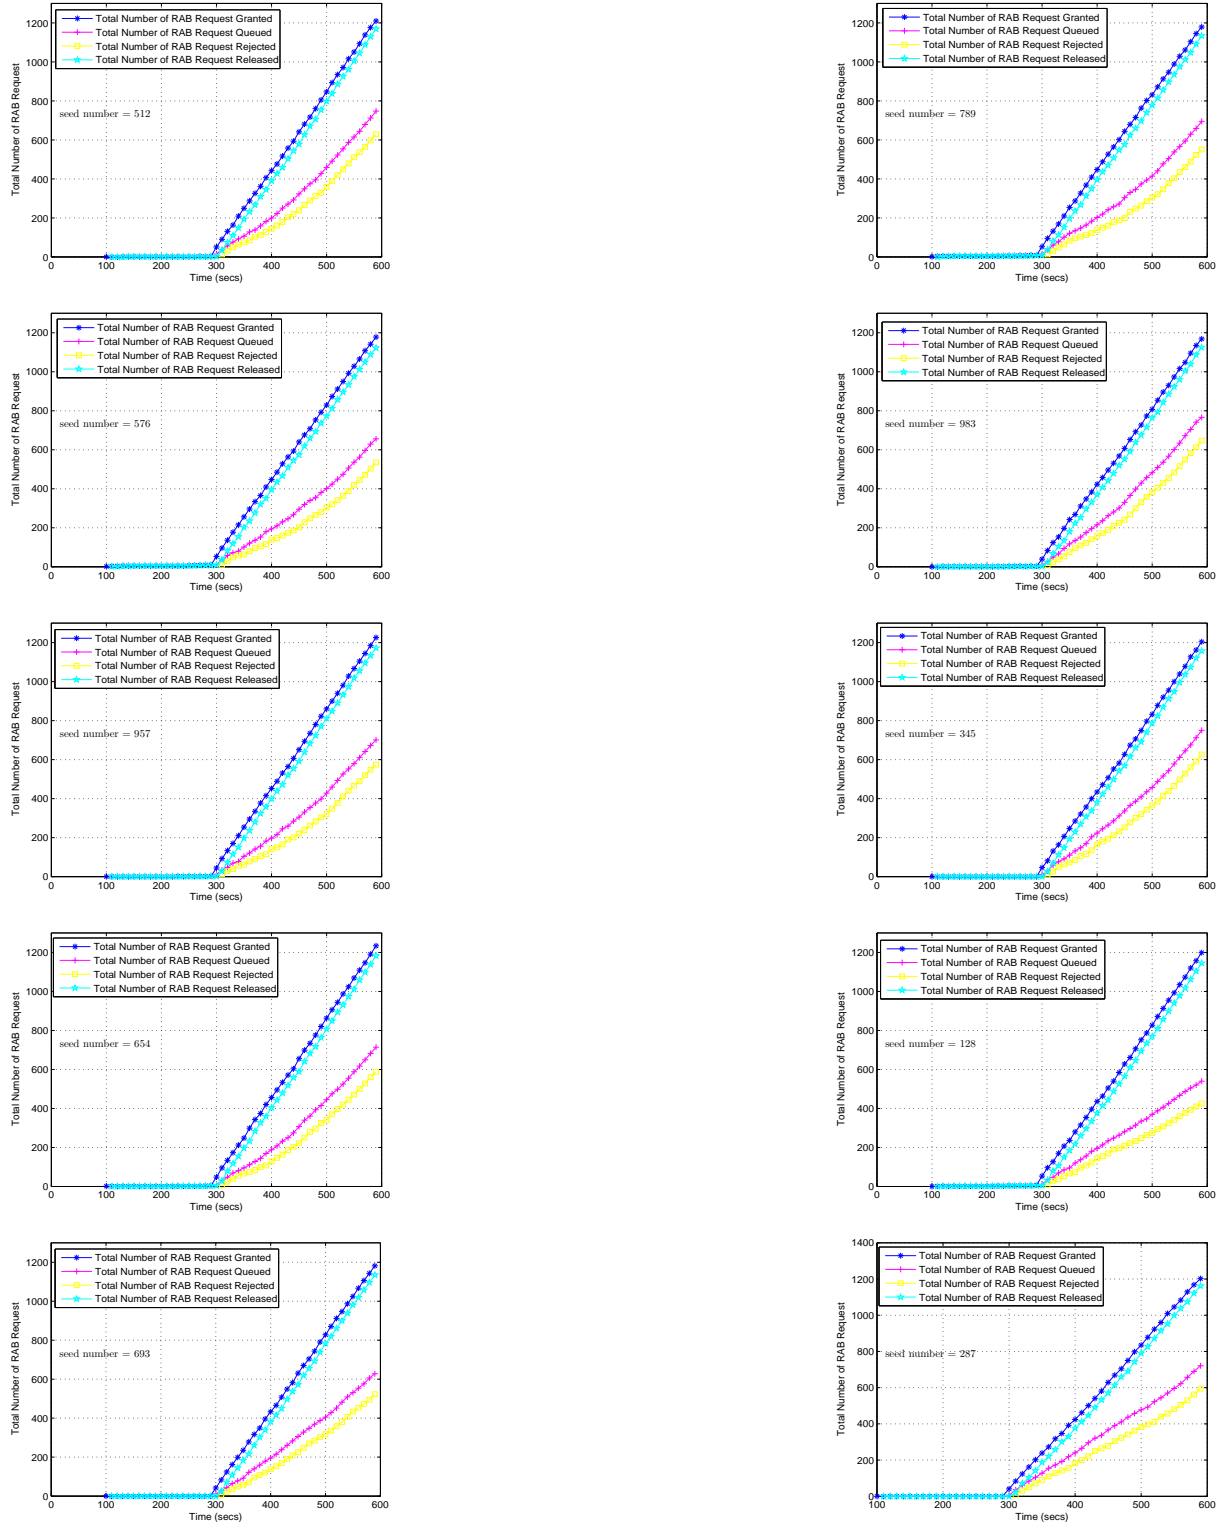 Total Number of RAB Request
1200
1000
800
600
400
200
0
Total Number of RAB Request Granted
Total Number of RAB Request Queued
Total Number of RAB Request Rejected
Total Number of RAB Request Released
seed number = 512
0 100 200 300 400 500 600
Time (secs)
Total Number of RAB Request
1200
1000
800
600
400
200
0
Total Number of RAB Request Granted
Total Number of RAB Request Queued
Total Number of RAB Request Rejected
Total Number of RAB Request Released
seed number = 789
0 100 200 300 400 500 600
Time (secs)
Total Number of RAB Request
1200
1000
800
600
400
200
0
Total Number of RAB Request Granted
Total Number of RAB Request Queued
Total Number of RAB Request Rejected
Total Number of RAB Request Released
seed number = 576
0 100 200 300 400 500 600
Time (secs)
Total Number of RAB Request
1200
1000
800
600
400
200
0
Total Number of RAB Request Granted
Total Number of RAB Request Queued
Total Number of RAB Request Rejected
Total Number of RAB Request Released
seed number = 983
0 100 200 300 400 500 600
Time (secs)
Total Number of RAB Request
1200
1000
800
600
400
200
0
Total Number of RAB Request Granted
Total Number of RAB Request Queued
Total Number of RAB Request Rejected
Total Number of RAB Request Released
seed number = 957
0 100 200 300 400 500 600
Time (secs)
Total Number of RAB Request
1200
1000
800
600
400
200
0
Total Number of RAB Request Granted
Total Number of RAB Request Queued
Total Number of RAB Request Rejected
Total Number of RAB Request Released
seed number = 345
0 100 200 300 400 500 600
Time (secs)
Total Number of RAB Request
1200
1000
800
600
400
200
0
Total Number of RAB Request Granted
Total Number of RAB Request Queued
Total Number of RAB Request Rejected
Total Number of RAB Request Released
seed number = 654
0 100 200 300 400 500 600
Time (secs)
Total Number of RAB Request
1200
1000
800
600
400
200
0
Total Number of RAB Request Granted
Total Number of RAB Request Queued
Total Number of RAB Request Rejected
Total Number of RAB Request Released
seed number = 128
0 100 200 300 400 500 600
Time (secs)
Total Number of RAB Request
1200
1000
800
600
400
200
0
Total Number of RAB Request Granted
Total Number of RAB Request Queued
Total Number of RAB Request Rejected
Total Number of RAB Request Released
seed number = 693
0 100 200 300 400 500 600
Time (secs)
Total Number of RAB Request
1400
1200
1000
800
600
400
200
0
Total Number of RAB Request Granted
Total Number of RAB Request Queued
Total Number of RAB Request Rejected
Total Number of RAB Request Released
seed number = 287
100 200 300 400 500 600
Time (secs)